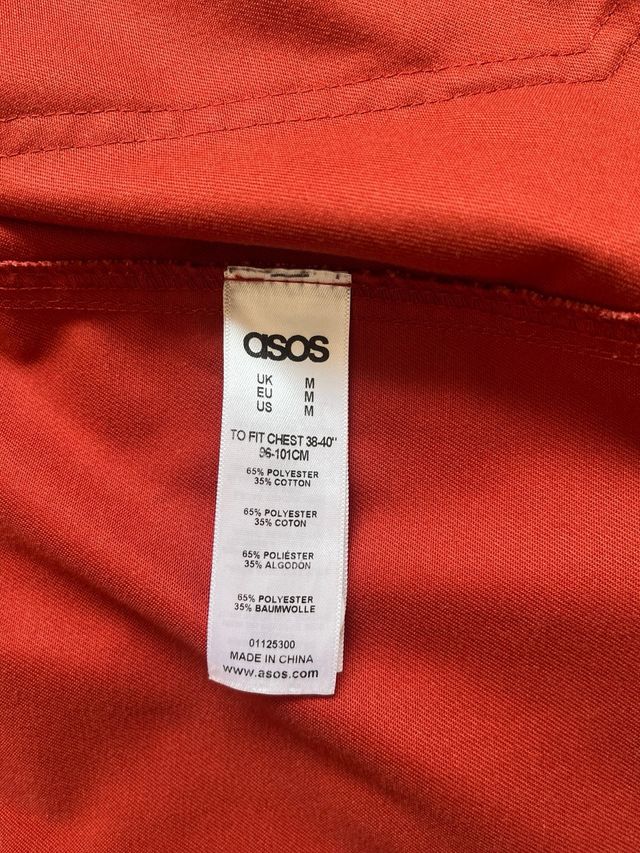 asos
UK M
EU M
US M
TO FIT CHEST 38-40"
96-101CM
65% POLYESTER
35% COTTON
65% POLYESTER
35% COTON
65% POLIÉSTER
35% ALGODON
65% POLYESTER
35% BAUMWOLLE
01125300
MADE IN CHINA
www.asos.com